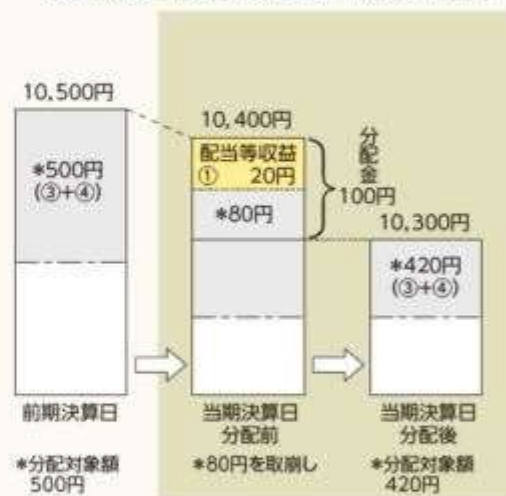 10,500円
*500円
(③+④)
前期決算日
*分配対象額
500円
10,400円
配当等収益
① 20円
*80円
分配金
100円
当期決算日
分配前
*80円を取崩し
10,300円
*420円
(③+④)
当期決算日
分配後
*分配対象額
420円